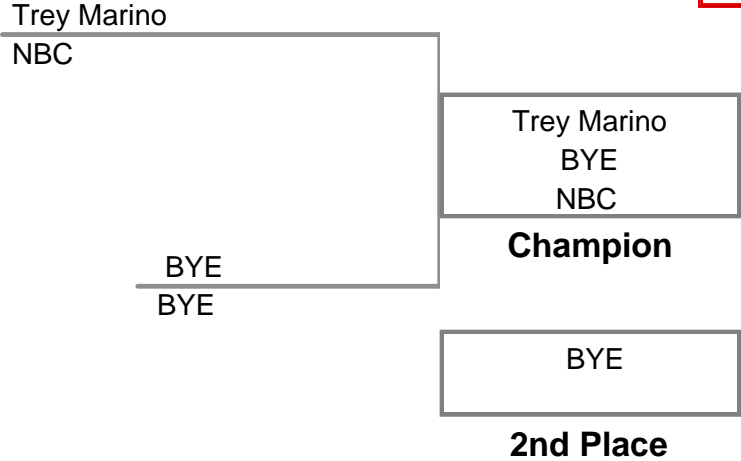 Trey Marino
NBC
Trey Marino
BYE
NBC
Champion
BYE
BYE
BYE
2nd Place